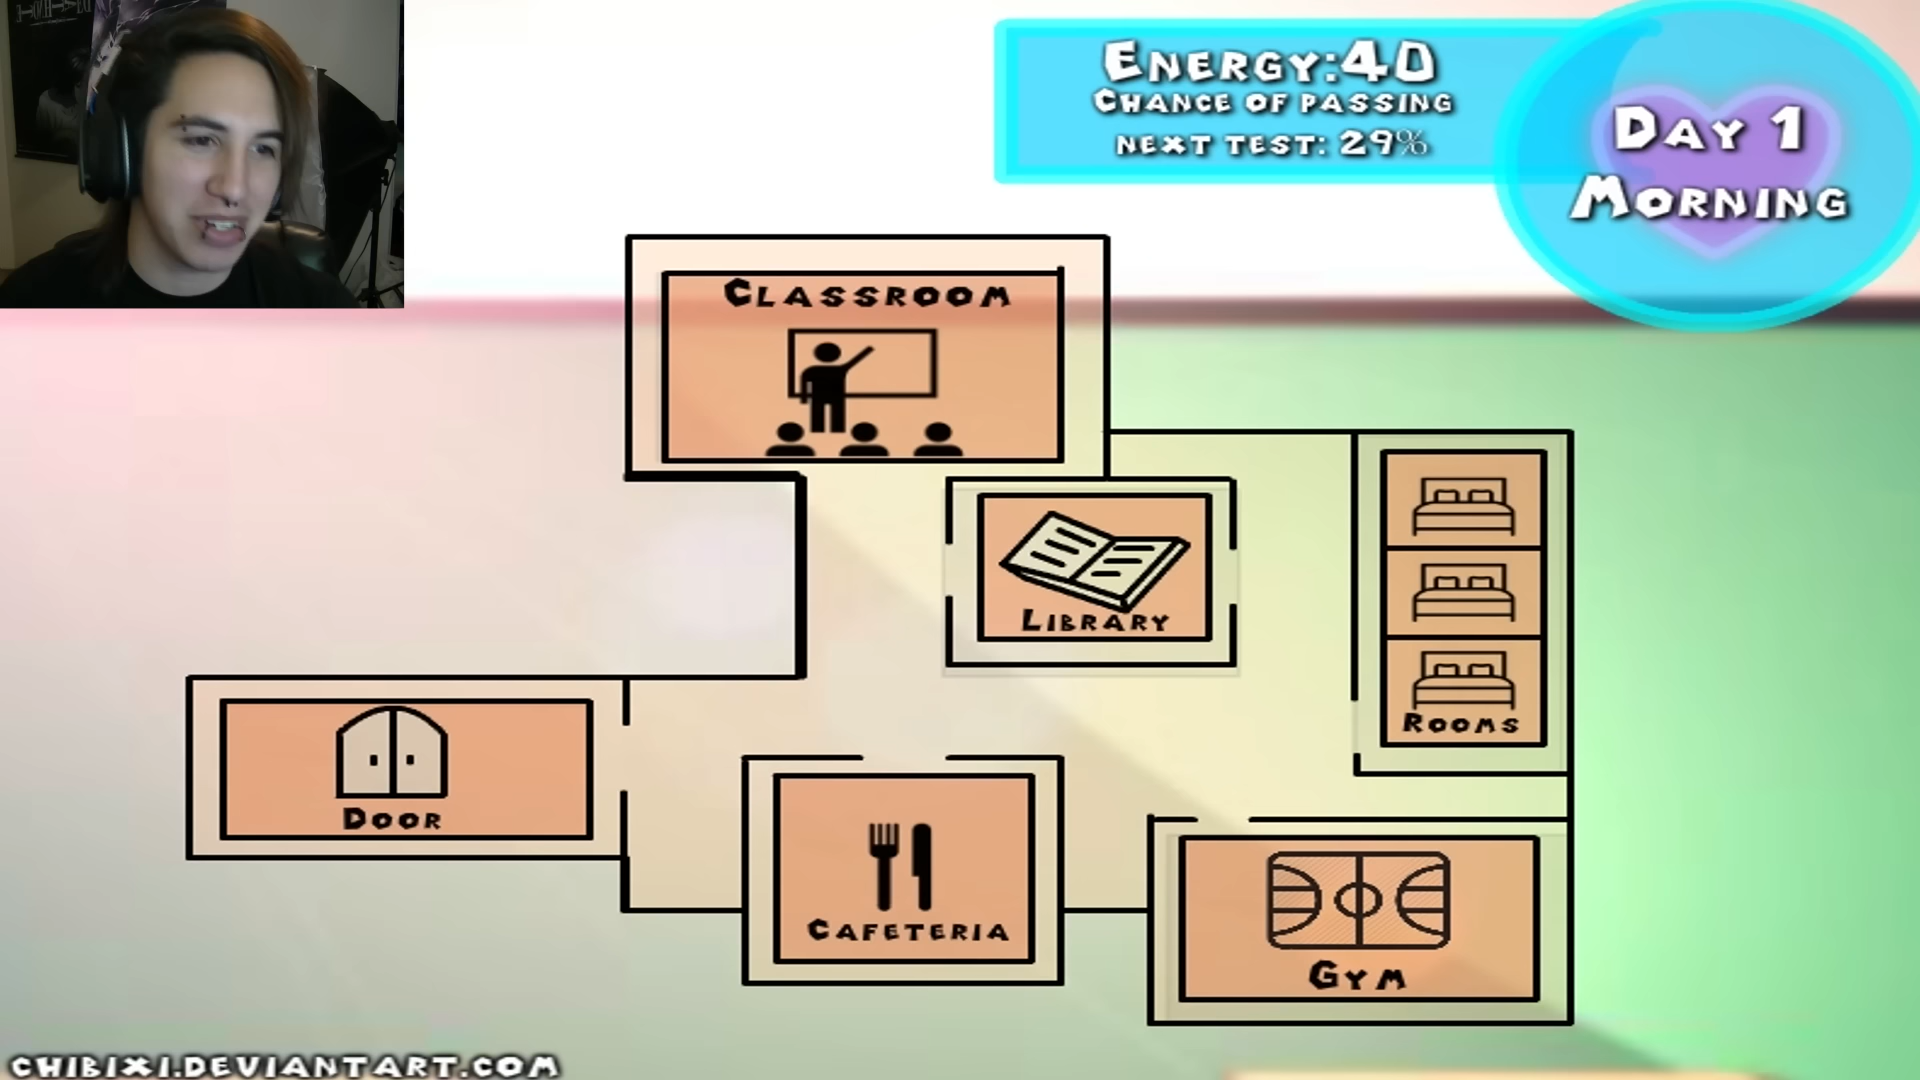 ENERGY:40
CHANCE OF PASSING
NEXT TEST: 29%
DAY 1
MORNING
CLASSROOM
LIBRARY
ROOMS
DOOR
CAFETERIA
GYM
CHIBIXI.DEVIANTART.COM